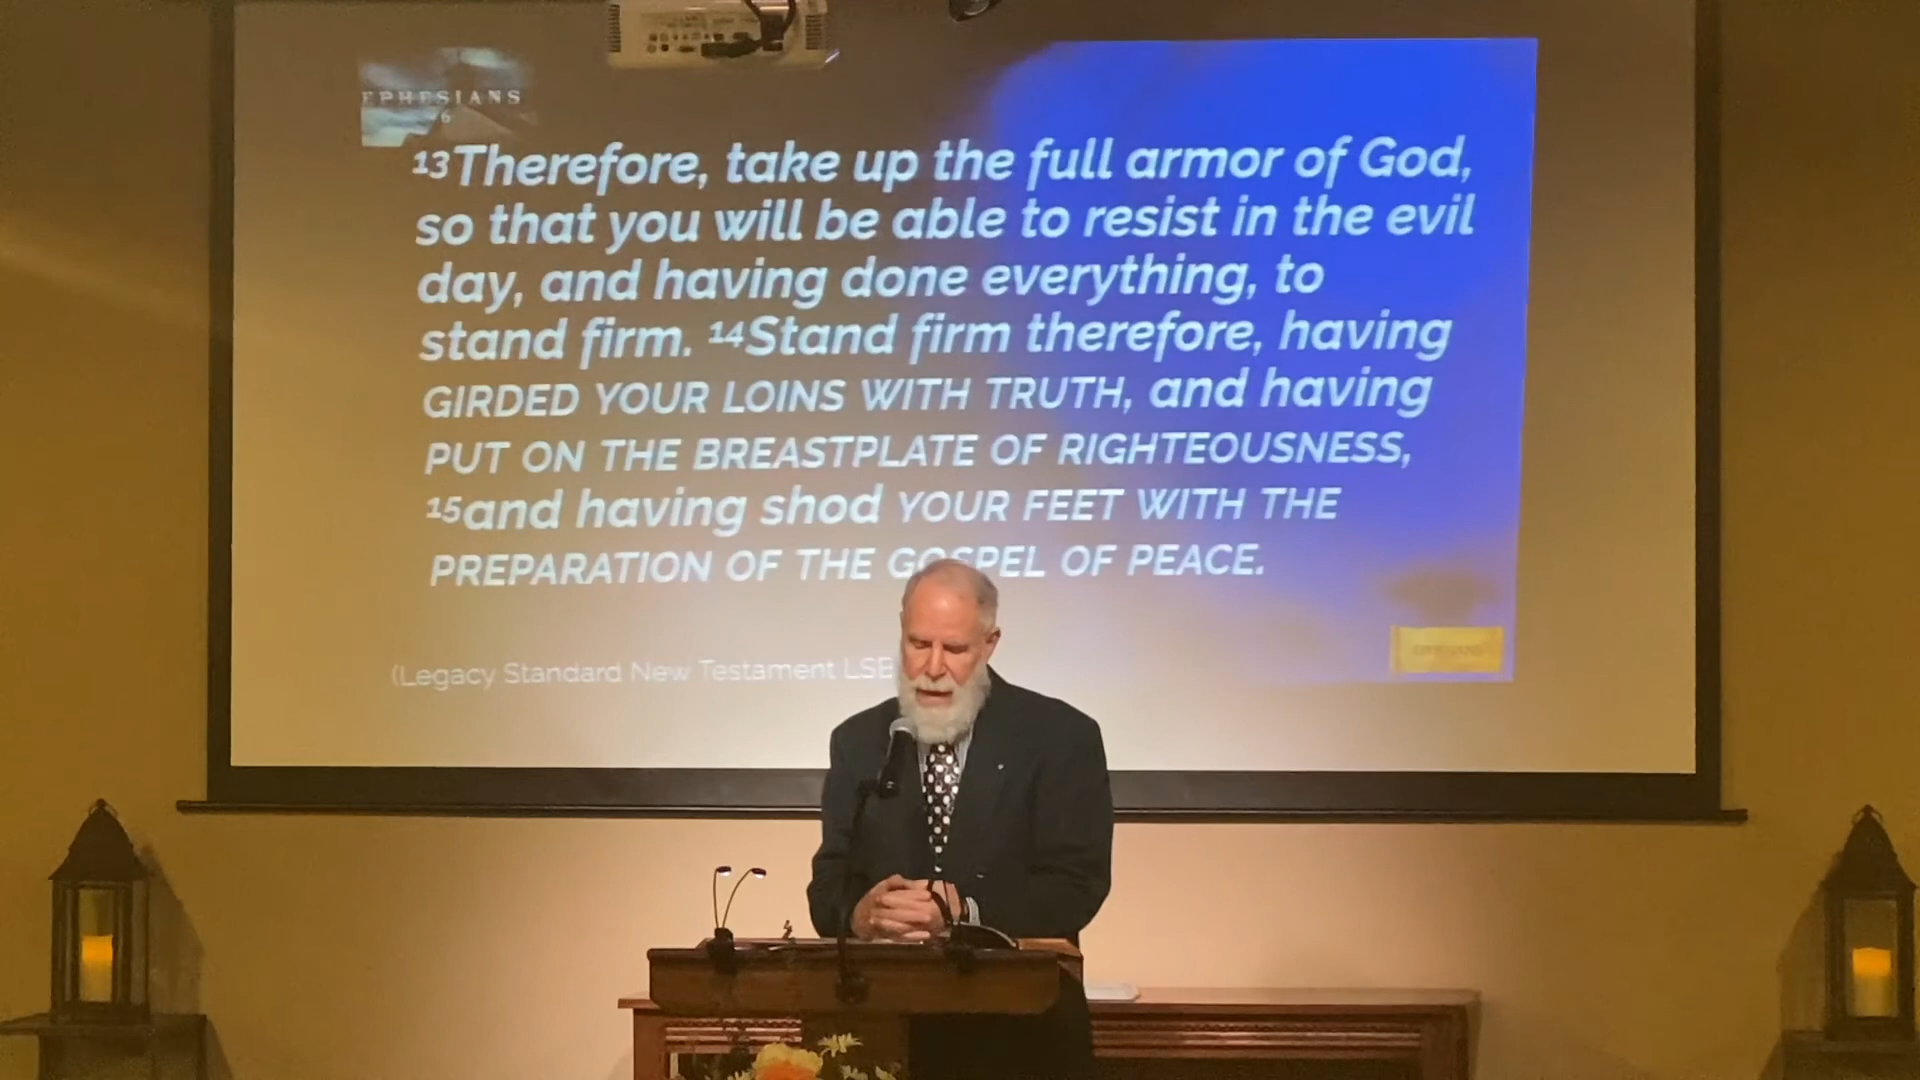 EPHESIANS
6
13Therefore, take up the full armor of God,
so that you will be able to resist in the evil
day, and having done everything, to
stand firm. 14Stand firm therefore, having
GIRDED YOUR LOINS WITH TRUTH, and having
PUT ON THE BREASTPLATE OF RIGHTEOUSNESS,
15and having shod YOUR FEET WITH THE
PREPARATION OF THE GOSPEL OF PEACE.
(Legacy Standard New Testament LSB